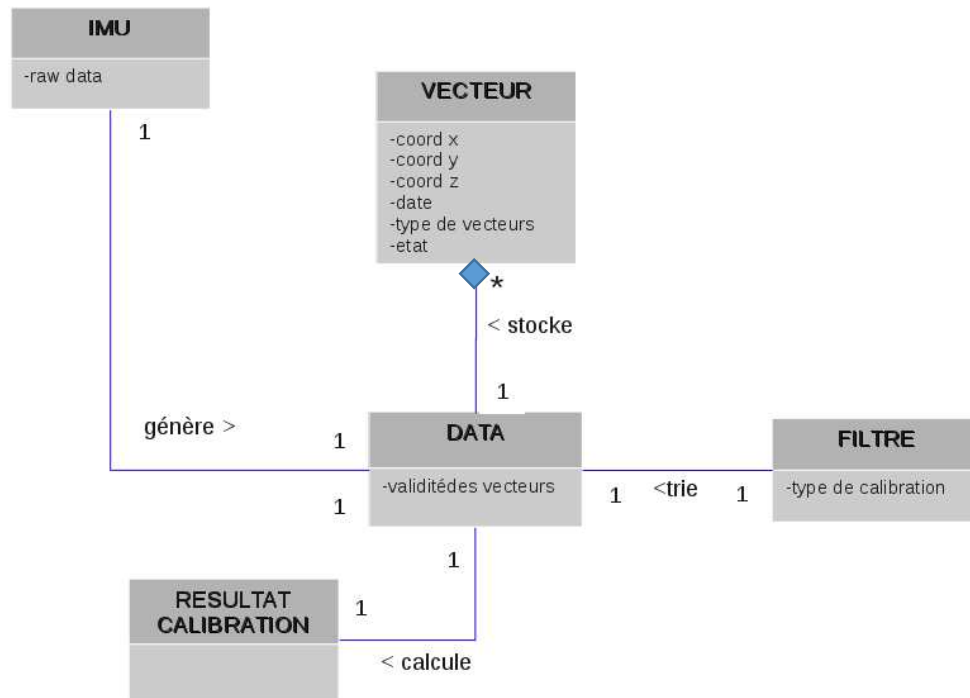 IMU
-raw data
1
VECTEUR
-coord x
-coord y
-coord z
-date
-type de vecteurs
-etat
*
< stocke
1
génère >
1
DATA
-validitédes vecteurs
1
1
<trie
1
FILTRE
-type de calibration
1
RESULTAT
CALIBRATION
1
< calcule